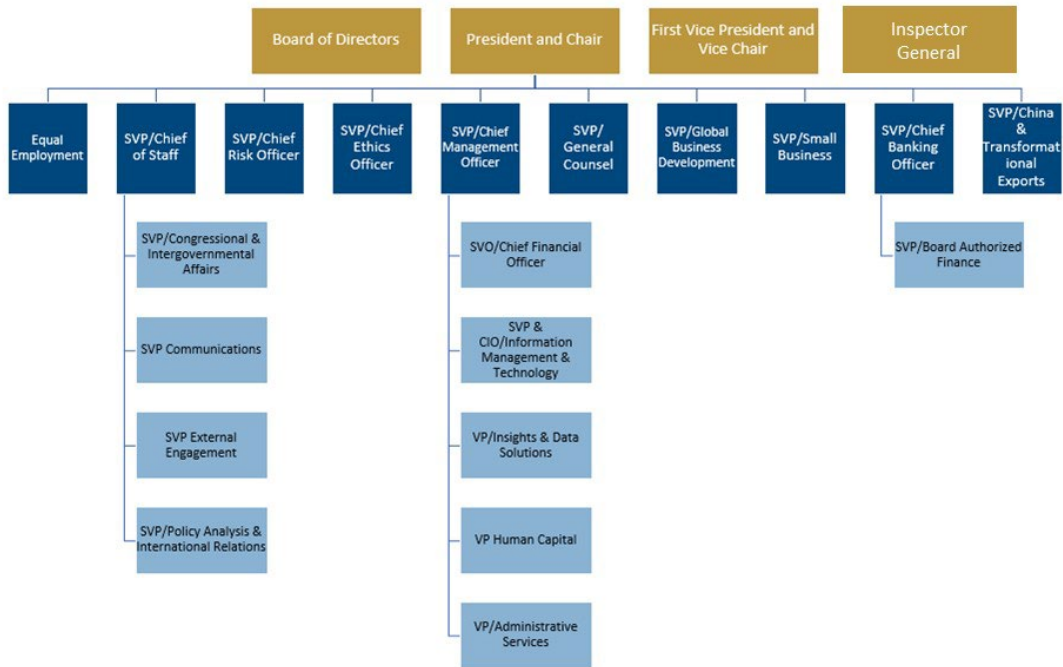 Board of Directors
President and Chair
First Vice President and
Vice Chair
Inspector
General
Equal
Employment
SVP/Chief
of Staff
SVP/Chief
Risk Officer
SVP/Chief
Ethics
Officer
SVP/Chief
Management
Officer
SVP/
General
Counsel
SVP/Global
Business
Development
SVP/Small
Business
SVP/Chief
Banking
Officer
SVP/China
&
Transformat
ional
Exports
SVP/Congressional &
Intergovernmental
Affairs
SVO/Chief Financial
Officer
SVP/Board Authorized
Finance
SVP Communications
SVP &
CIO/Information
Management &
Technology
SVP External
Engagement
VP/Insights & Data
Solutions
SVP/Policy Analysis &
International Relations
VP Human Capital
VP/Administrative
Services